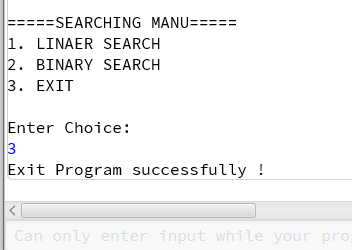 =====SEARCHING MANU=====
1. LINAER SEARCH
2. BINARY SEARCH
3. EXIT
Enter Choice:
3
Exit Program successfully !
Can only enter input while your pro